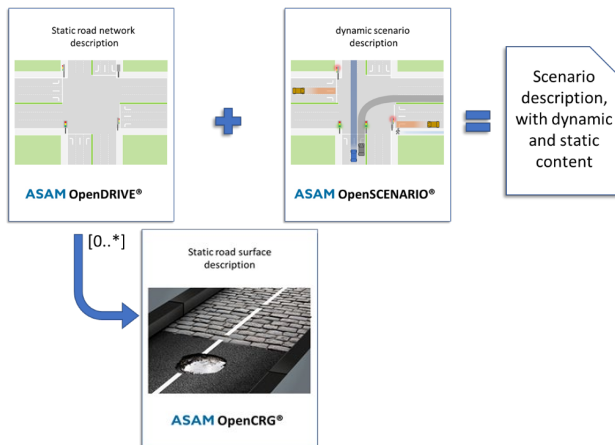 Static road network
description
ASAM OpenDRIVE®
dynamic scenario
description
ASAM OpenSCENARIO®
Scenario
description,
with dynamic
and static
content
[0..*]
Static road surface
description
ASAM OpenCRG®